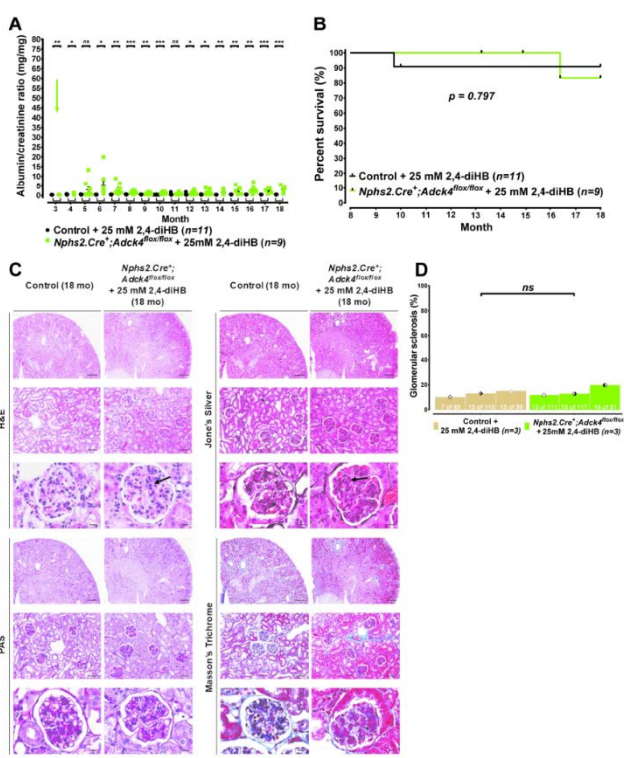 A
Albumin/creatinine ratio (mg/mg)
80
75
70
65
60
55
50
45
40
35
30
25
20
15
10
5
0
** * ns * ** *** ** *** ** * * ** ** ** *** ***
3 4 5 6 7 8 9 10 11 12 13 14 15 16 17 18
Month
Control + 25 mM 2,4-diHB (n=11)
Nphs2.Cre⁺;Adck4flox/flox + 25mM 2,4-diHB (n=9)
B
Percent survival (%)
100
90
80
70
60
50
40
30
20
10
0
p = 0.797
Control + 25 mM 2,4-diHB (n=11)
Nphs2.Cre⁺;Adck4flox/flox + 25 mM 2,4-diHB (n=9)
8 9 10 11 12 13 14 15 16 17 18
Month
C
Control (18 mo)
Nphs2.Cre⁺;
Adck4flox/flox
+ 25 mM 2,4-diHB
(18 mo)
Control (18 mo)
Nphs2.Cre⁺;
Adck4flox/flox
+ 25 mM 2,4-diHB
(18 mo)
H&E
Jone's Silver
PAS
Masson's Trichrome
D
Glomerular sclerosis (%)
100
80
60
40
20
0
ns
Control +
25 mM 2,4-diHB (n=3)
Nphs2.Cre⁺;Adck4flox/flox
+ 25mM 2,4-diHB (n=3)